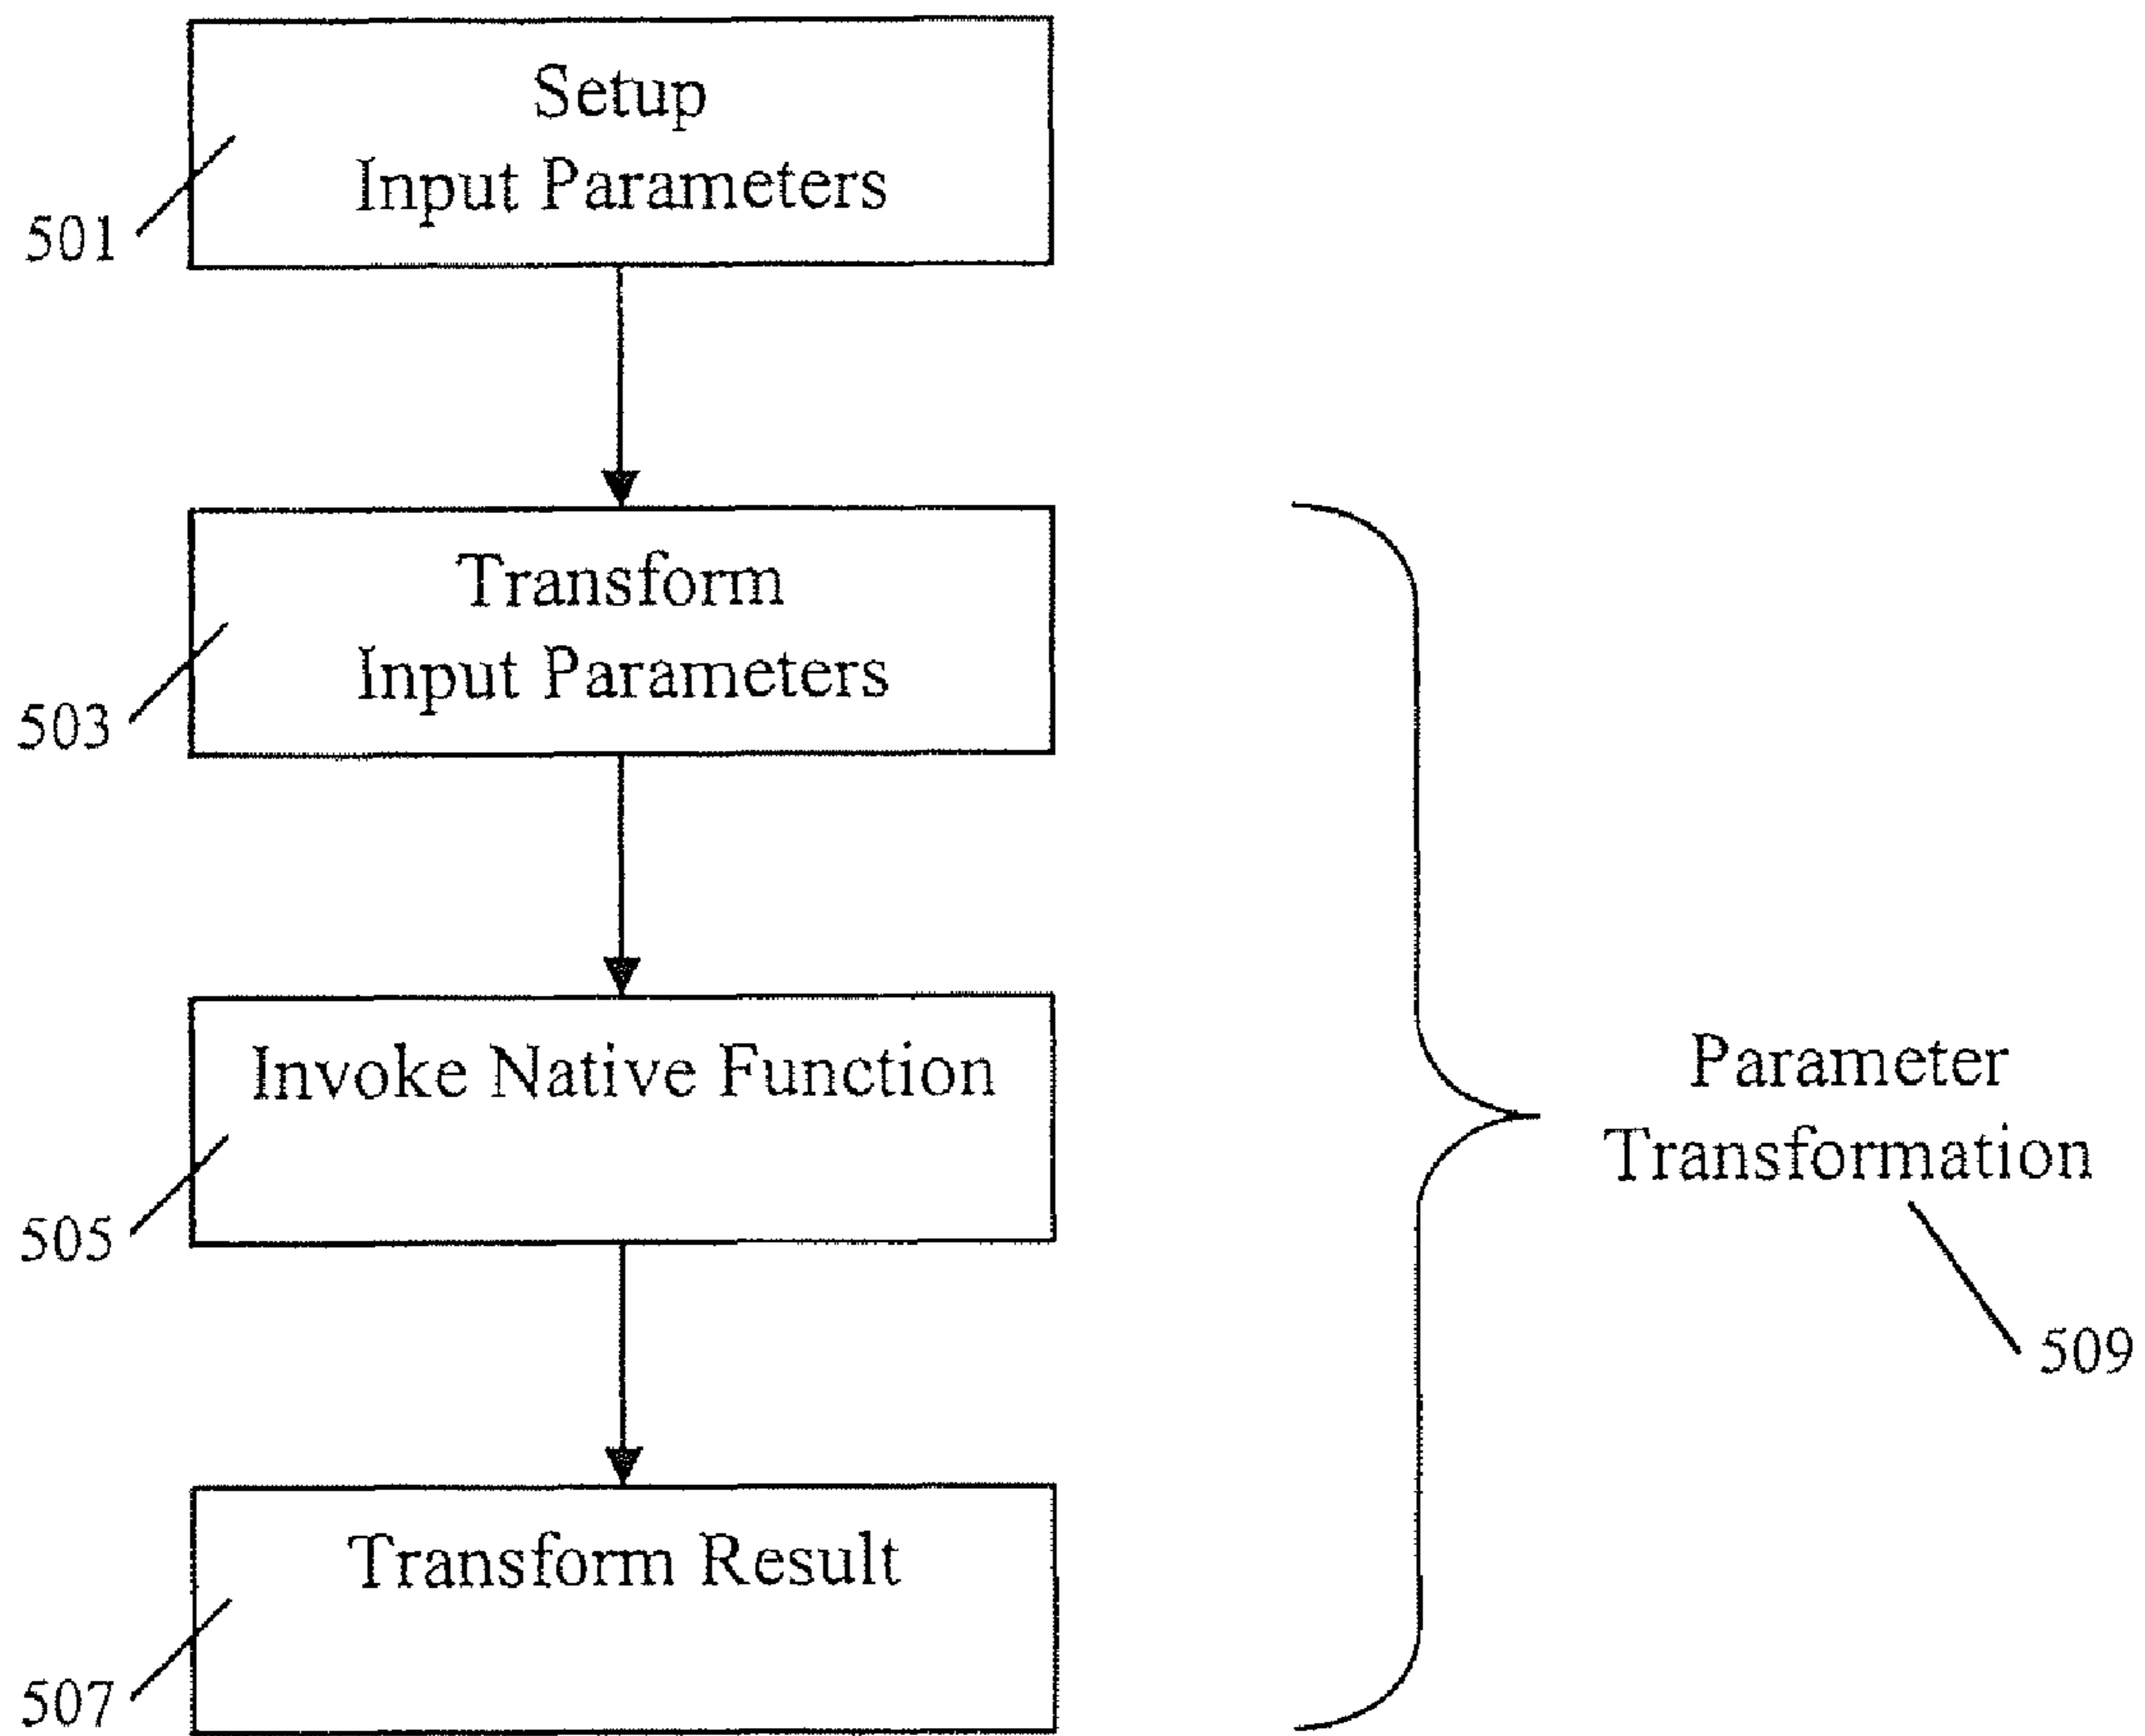 Setup
Input Parameters
501
Transform
Input Parameters
503
Invoke Native Function
505
Parameter
Transformation
509
Transform Result
507